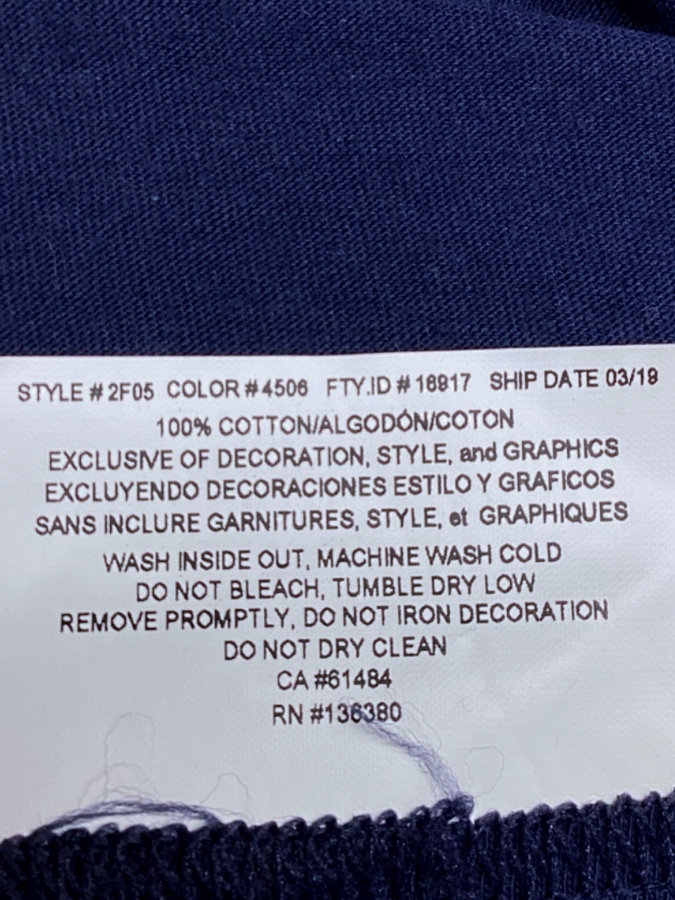 STYLE # 2F05 COLOR # 4506 FTY.ID # 16917 SHIP DATE 03/19
100% COTTON/ALGODÓN/COTON
EXCLUSIVE OF DECORATION, STYLE, and GRAPHICS
EXCLUYENDO DECORACIONES ESTILO Y GRAFICOS
SANS INCLURE GARNITURES, STYLE, et GRAPHIQUES
WASH INSIDE OUT, MACHINE WASH COLD
DO NOT BLEACH, TUMBLE DRY LOW
REMOVE PROMPTLY, DO NOT IRON DECORATION
DO NOT DRY CLEAN
CA #61484
RN #136380